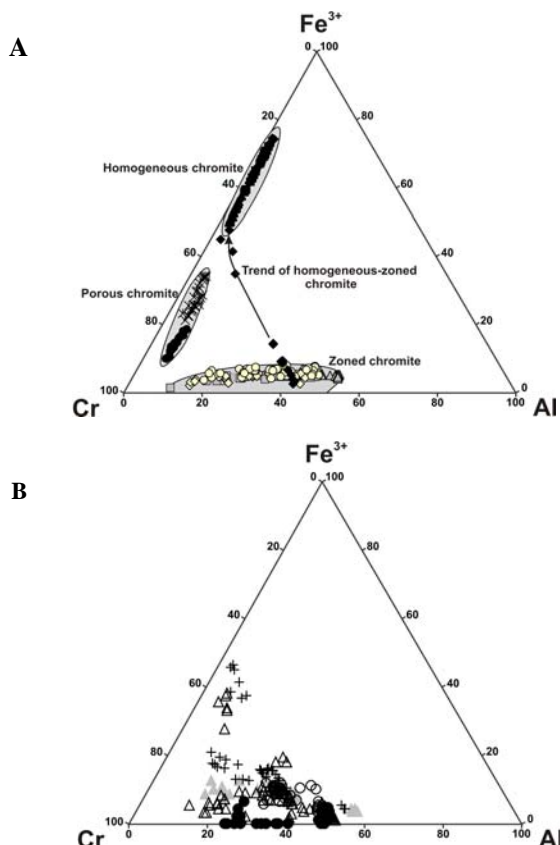 A
Fe3+
0 100
20 80
Homogeneous chromite
40 60
60 40
Trend of homogeneous-zoned
chromite
Porous chromite
80 20
Zoned chromite
100 0
Cr Al
0 20 40 60 80 100
B
Fe3+
0 100
20 80
40 60
60 40
80 20
100 0
Cr Al
0 20 40 60 80 100